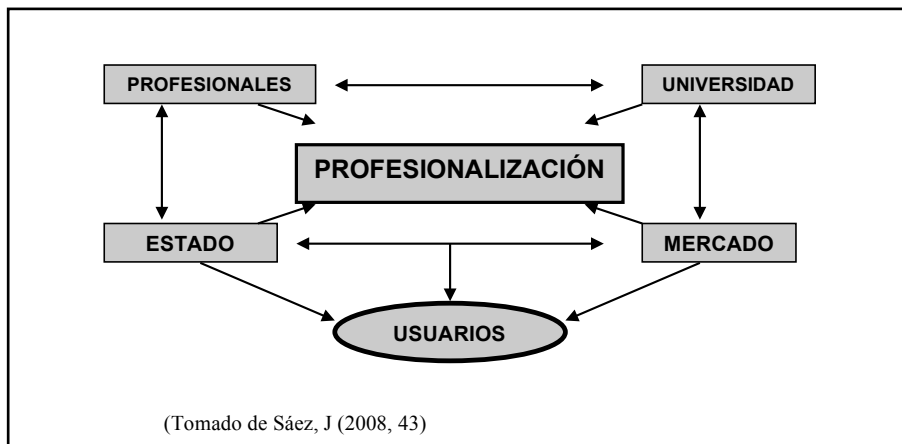 PROFESIONALES
UNIVERSIDAD
PROFESIONALIZACIÓN
ESTADO
MERCADO
USUARIOS
(Tomado de Sáez, J (2008, 43)